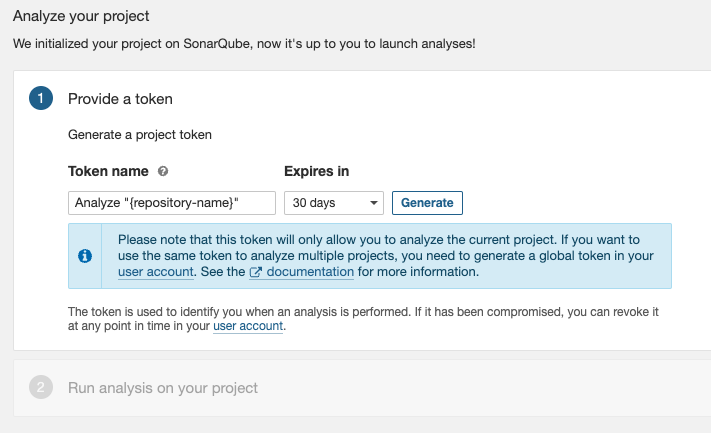 Analyze your project
We initialized your project on SonarQube, now it's up to you to launch analyses!
1 Provide a token
Generate a project token
Token name ? Expires in
Analyze "{repository-name}" 30 days Generate
Please note that this token will only allow you to analyze the current project. If you want to
use the same token to analyze multiple projects, you need to generate a global token in your
user account. See the documentation for more information.
The token is used to identify you when an analysis is performed. If it has been compromised, you can revoke it
at any point in time in your user account.
2 Run analysis on your project